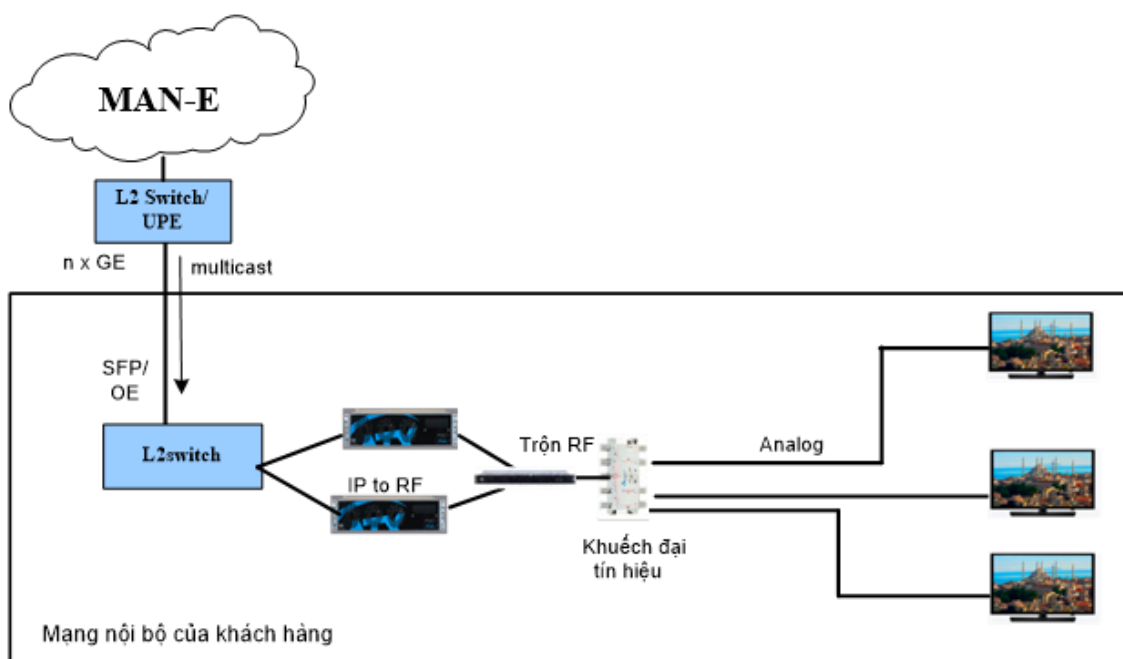 MAN-E
L2 Switch/
UPE
n x GE
multicast
SFP/
OE
L2switch
IP to RF
Trộn RF
Analog
Khuếch đại
tín hiệu
Mạng nội bộ của khách hàng